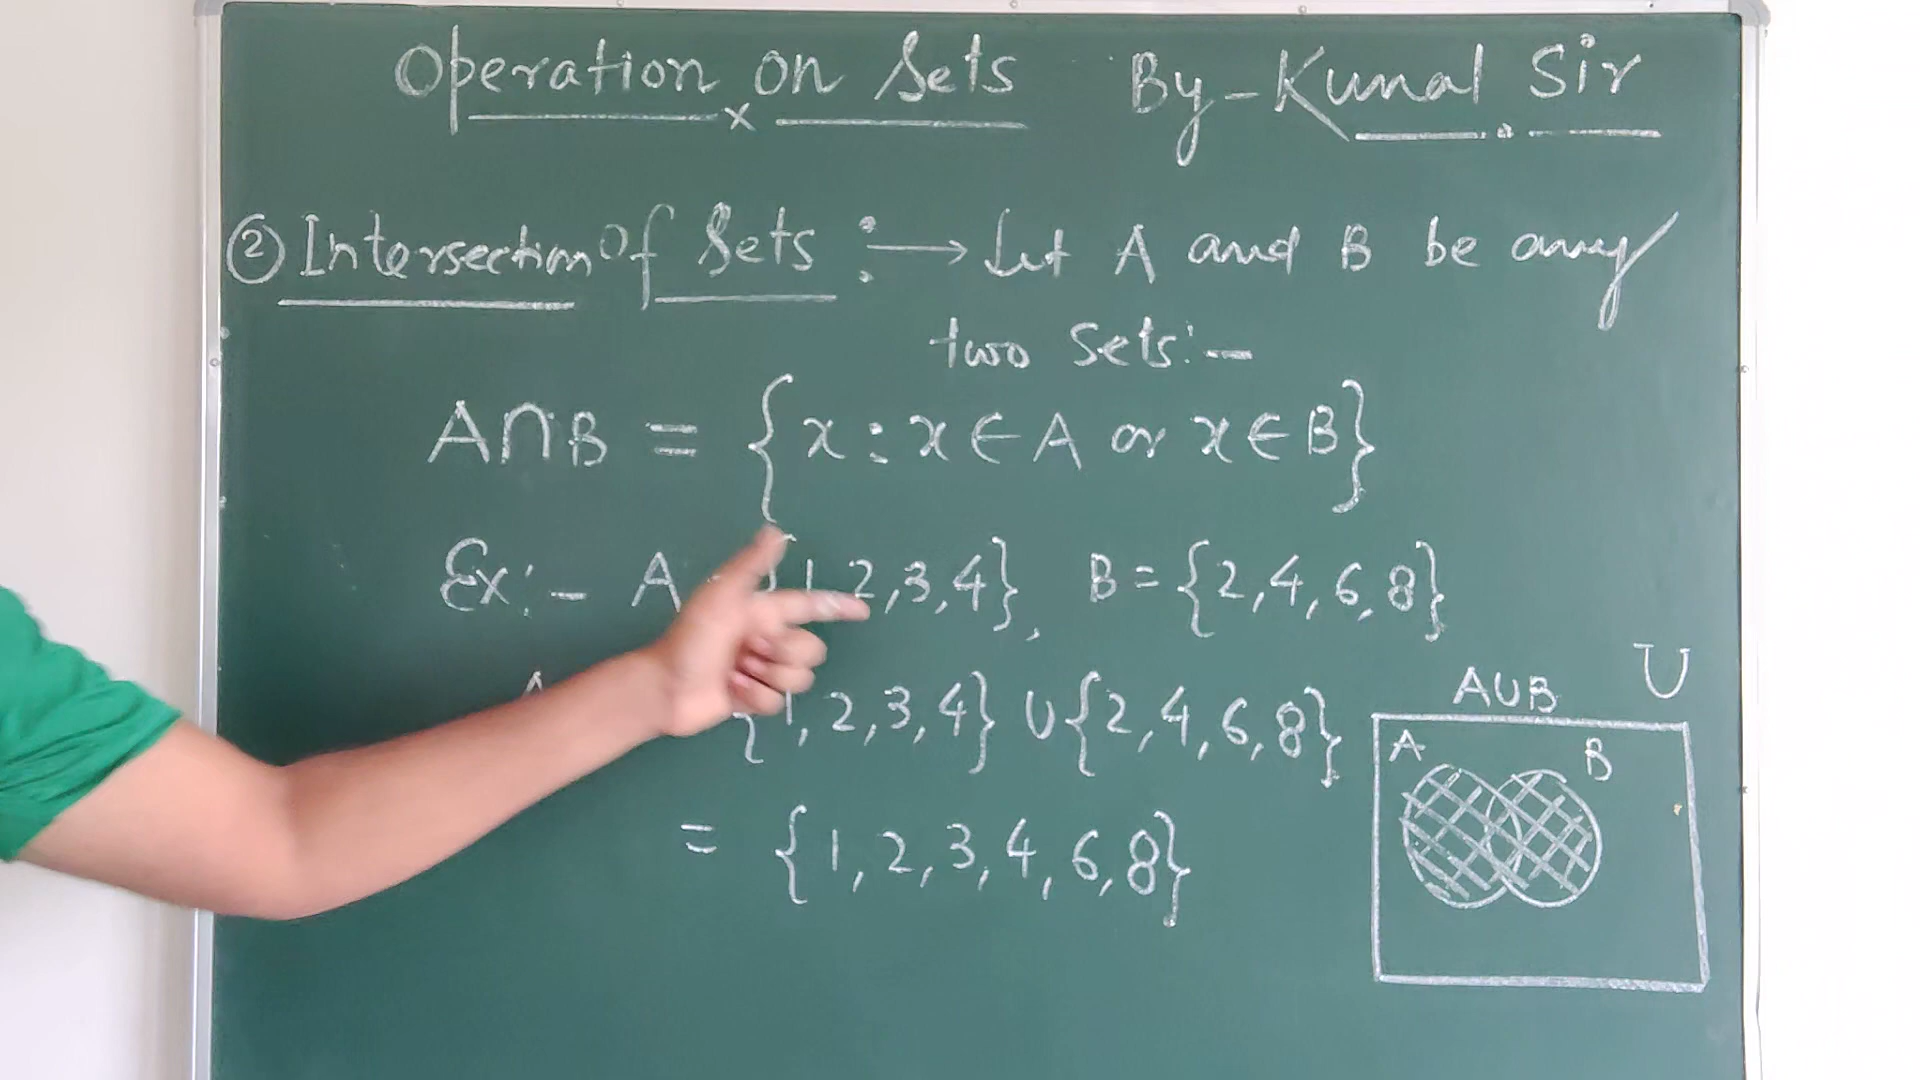 Operation on Sets By-Kunal Sir
② Intersection Of Sets :→ Let A and B be any
two Sets:-
A∩B = {x : x ∈ A or x ∈ B}
Ex:- A {1,2,3,4}, B = {2,4,6,8}
{1,2,3,4} ∪ {2,4,6,8}
= {1,2,3,4,6,8}
A∪B U
A B